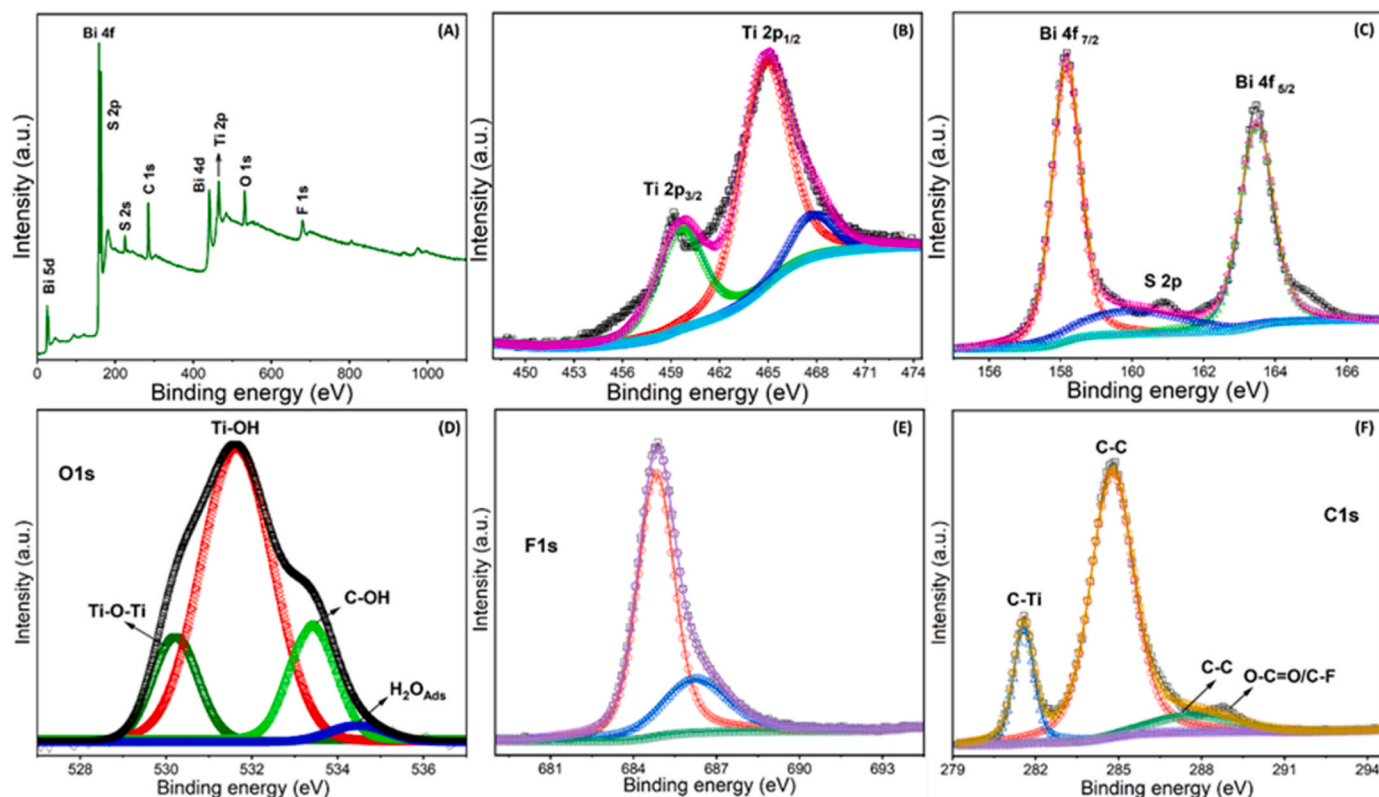 (A)
Bi 4f
S 2p
S 2s
C 1s
Bi 4d
Ti 2p
O 1s
F 1s
Bi 5d
Intensity (a.u.)
0 200 400 600 800 1000
Binding energy (eV)
(B)
Ti 2p1/2
Ti 2p3/2
Intensity (a.u.)
450 453 456 459 462 465 468 471 474
Binding energy (eV)
(C)
Bi 4f7/2
Bi 4f5/2
S 2p
Intensity (a.u.)
156 158 160 162 164 166
Binding energy (eV)
(D)
Ti-OH
O1s
Ti-O-Ti
C-OH
H2OAds
Intensity (a.u.)
528 530 532 534 536
Binding energy (eV)
(E)
F1s
Intensity (a.u.)
681 684 687 690 693
Binding energy (eV)
(F)
C-C
C1s
C-Ti
C-C
O-C=O/C-F
Intensity (a.u.)
279 282 285 288 291 294
Binding energy (eV)